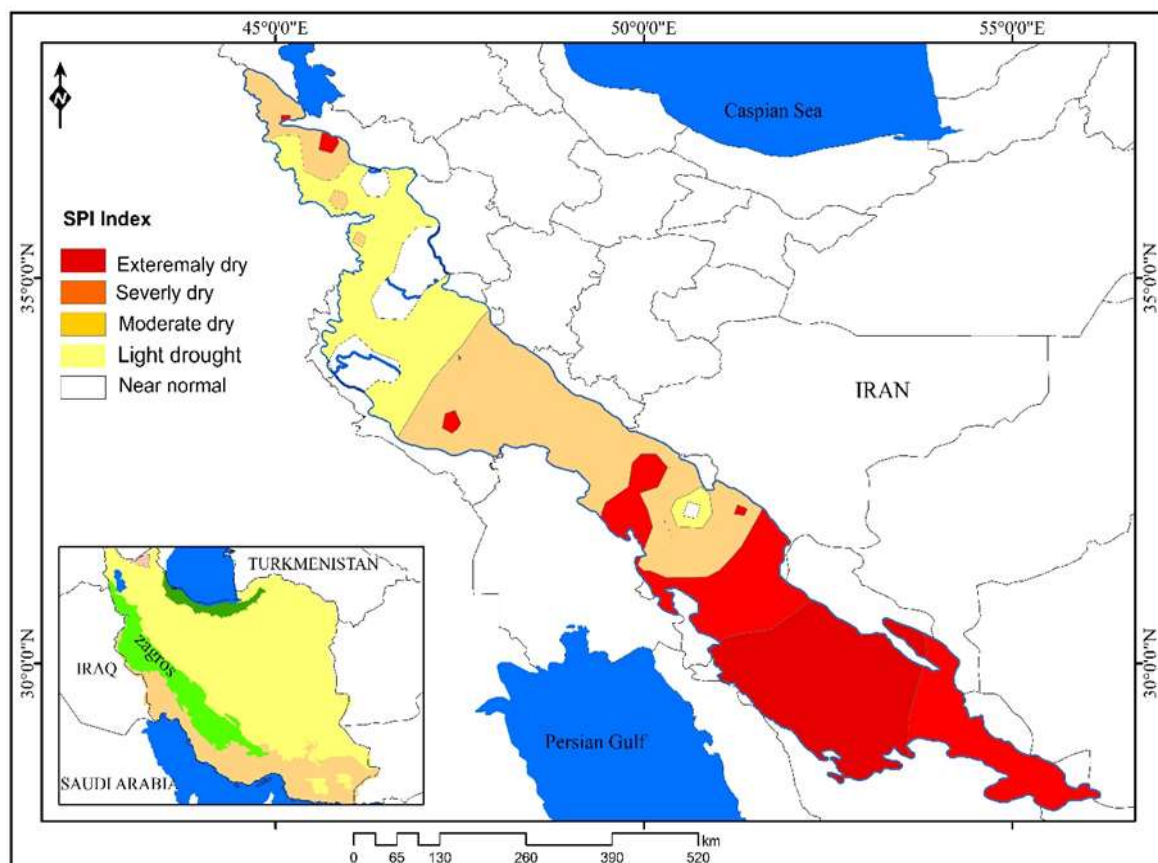 45°0'0"E
50°0'0"E
55°0'0"E
N
Caspian Sea
SPI Index
Exteremaly dry
Severly dry
Moderate dry
Light drought
Near normal
35°0'0"N
35°0'0"N
IRAN
TURKMENISTAN
zagros
IRAQ
SAUDI ARABIA
30°0'0"N
30°0'0"N
Persian Gulf
km
0 65 130 260 390 520